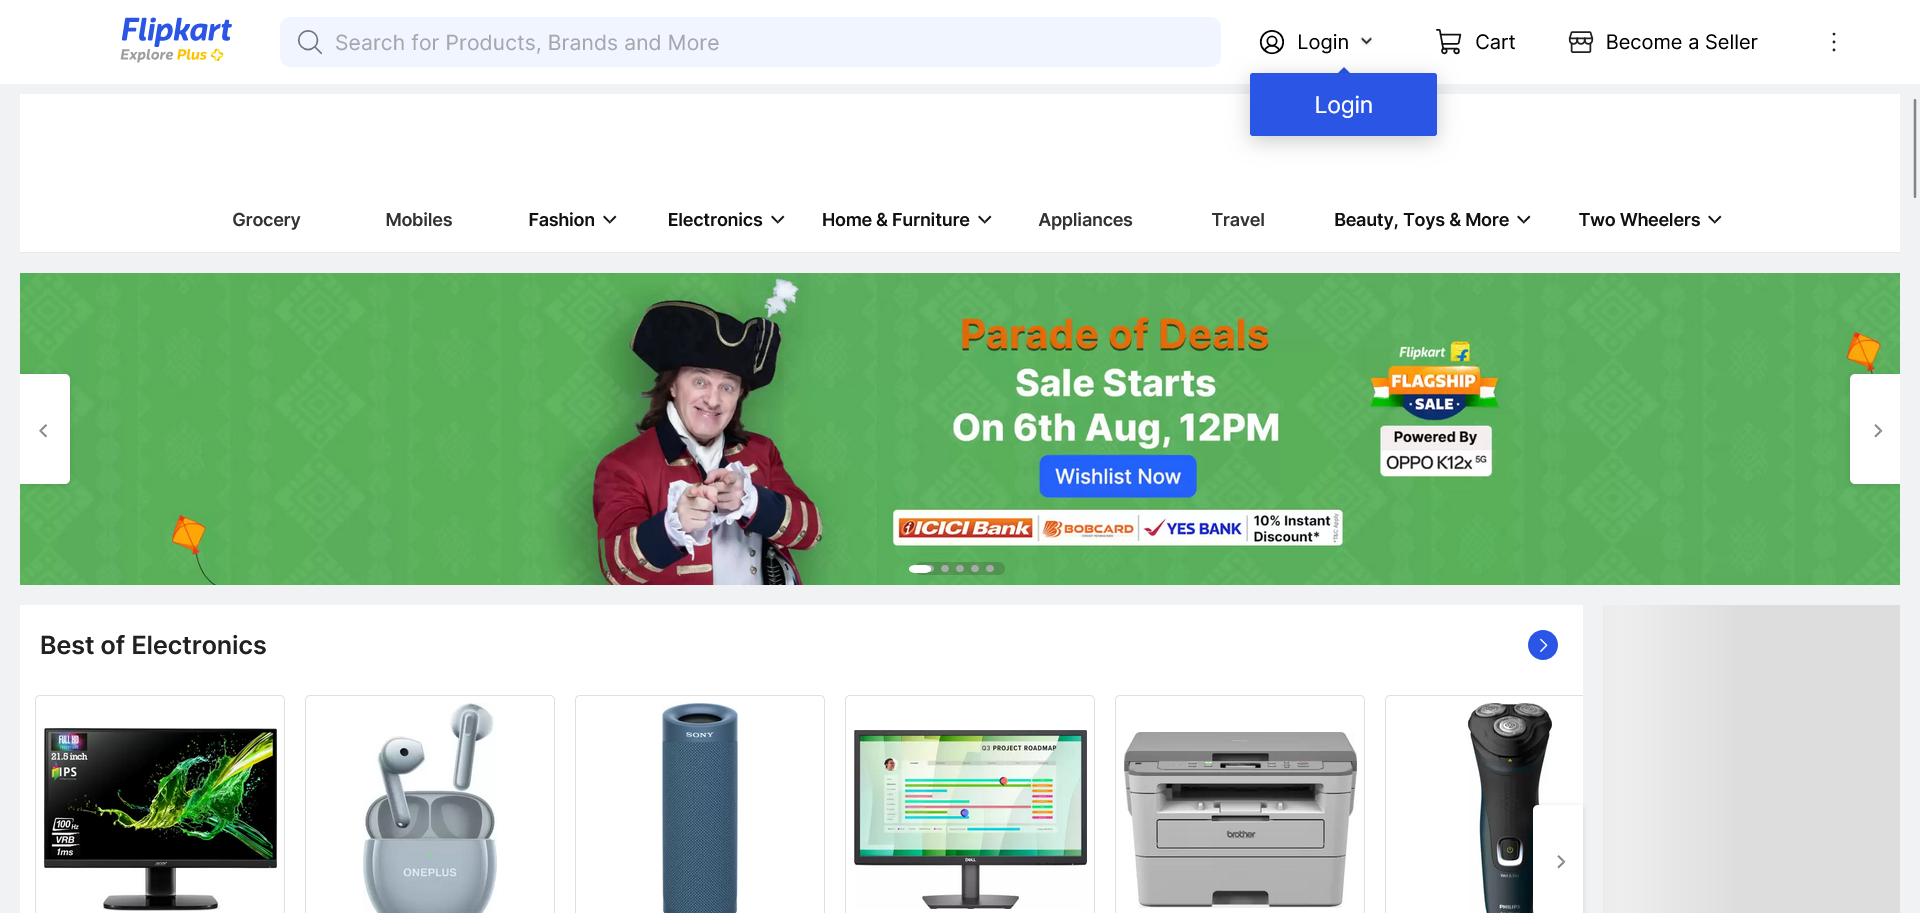 Flipkart
Explore Plus
Search for Products, Brands and More
Login
Cart
Become a Seller
Login
Grocery
Mobiles
Fashion
Electronics
Home & Furniture
Appliances
Travel
Beauty, Toys & More
Two Wheelers
Parade of Deals
Sale Starts
On 6th Aug, 12PM
Wishlist Now
ICICI Bank
BOBCARD
YES BANK
10% Instant
Discount*
Flipkart
FLAGSHIP
SALE
Powered By
OPPO K12x 5G
Best of Electronics
FULL HD
21.5 inch
IPS
100 Hz
VRB
1ms
acer
ONEPLUS
SONY
Q3 PROJECT ROADMAP
DELL
brother
PHILIPS